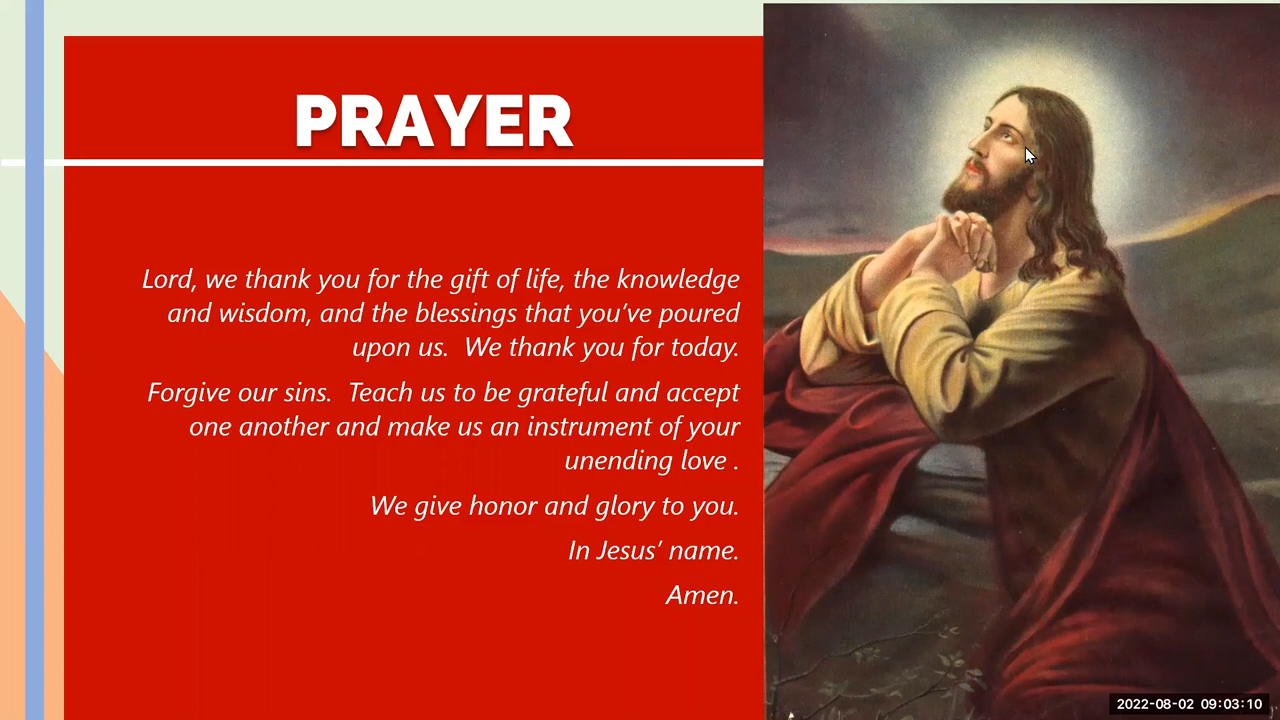 PRAYER
Lord, we thank you for the gift of life, the knowledge
and wisdom, and the blessings that you’ve poured
upon us.  We thank you for today.
Forgive our sins.  Teach us to be grateful and accept
one another and make us an instrument of your
unending love .
We give honor and glory to you.
In Jesus’ name.
Amen.
2022-08-02 09:03:10